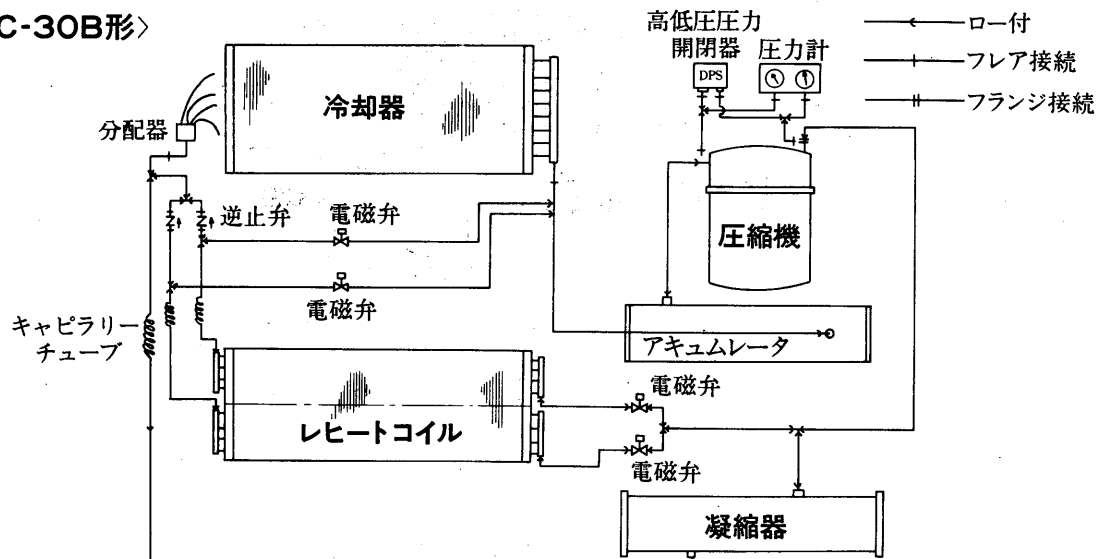 C-30B形〉
高低圧圧力
開閉器
圧力計
DPS
ロー付
フレア接続
フランジ接続
冷却器
分配器
逆止弁
電磁弁
圧縮機
電磁弁
キャピラリー
チューブ
アキュムレータ
電磁弁
レヒートコイル
電磁弁
凝縮器